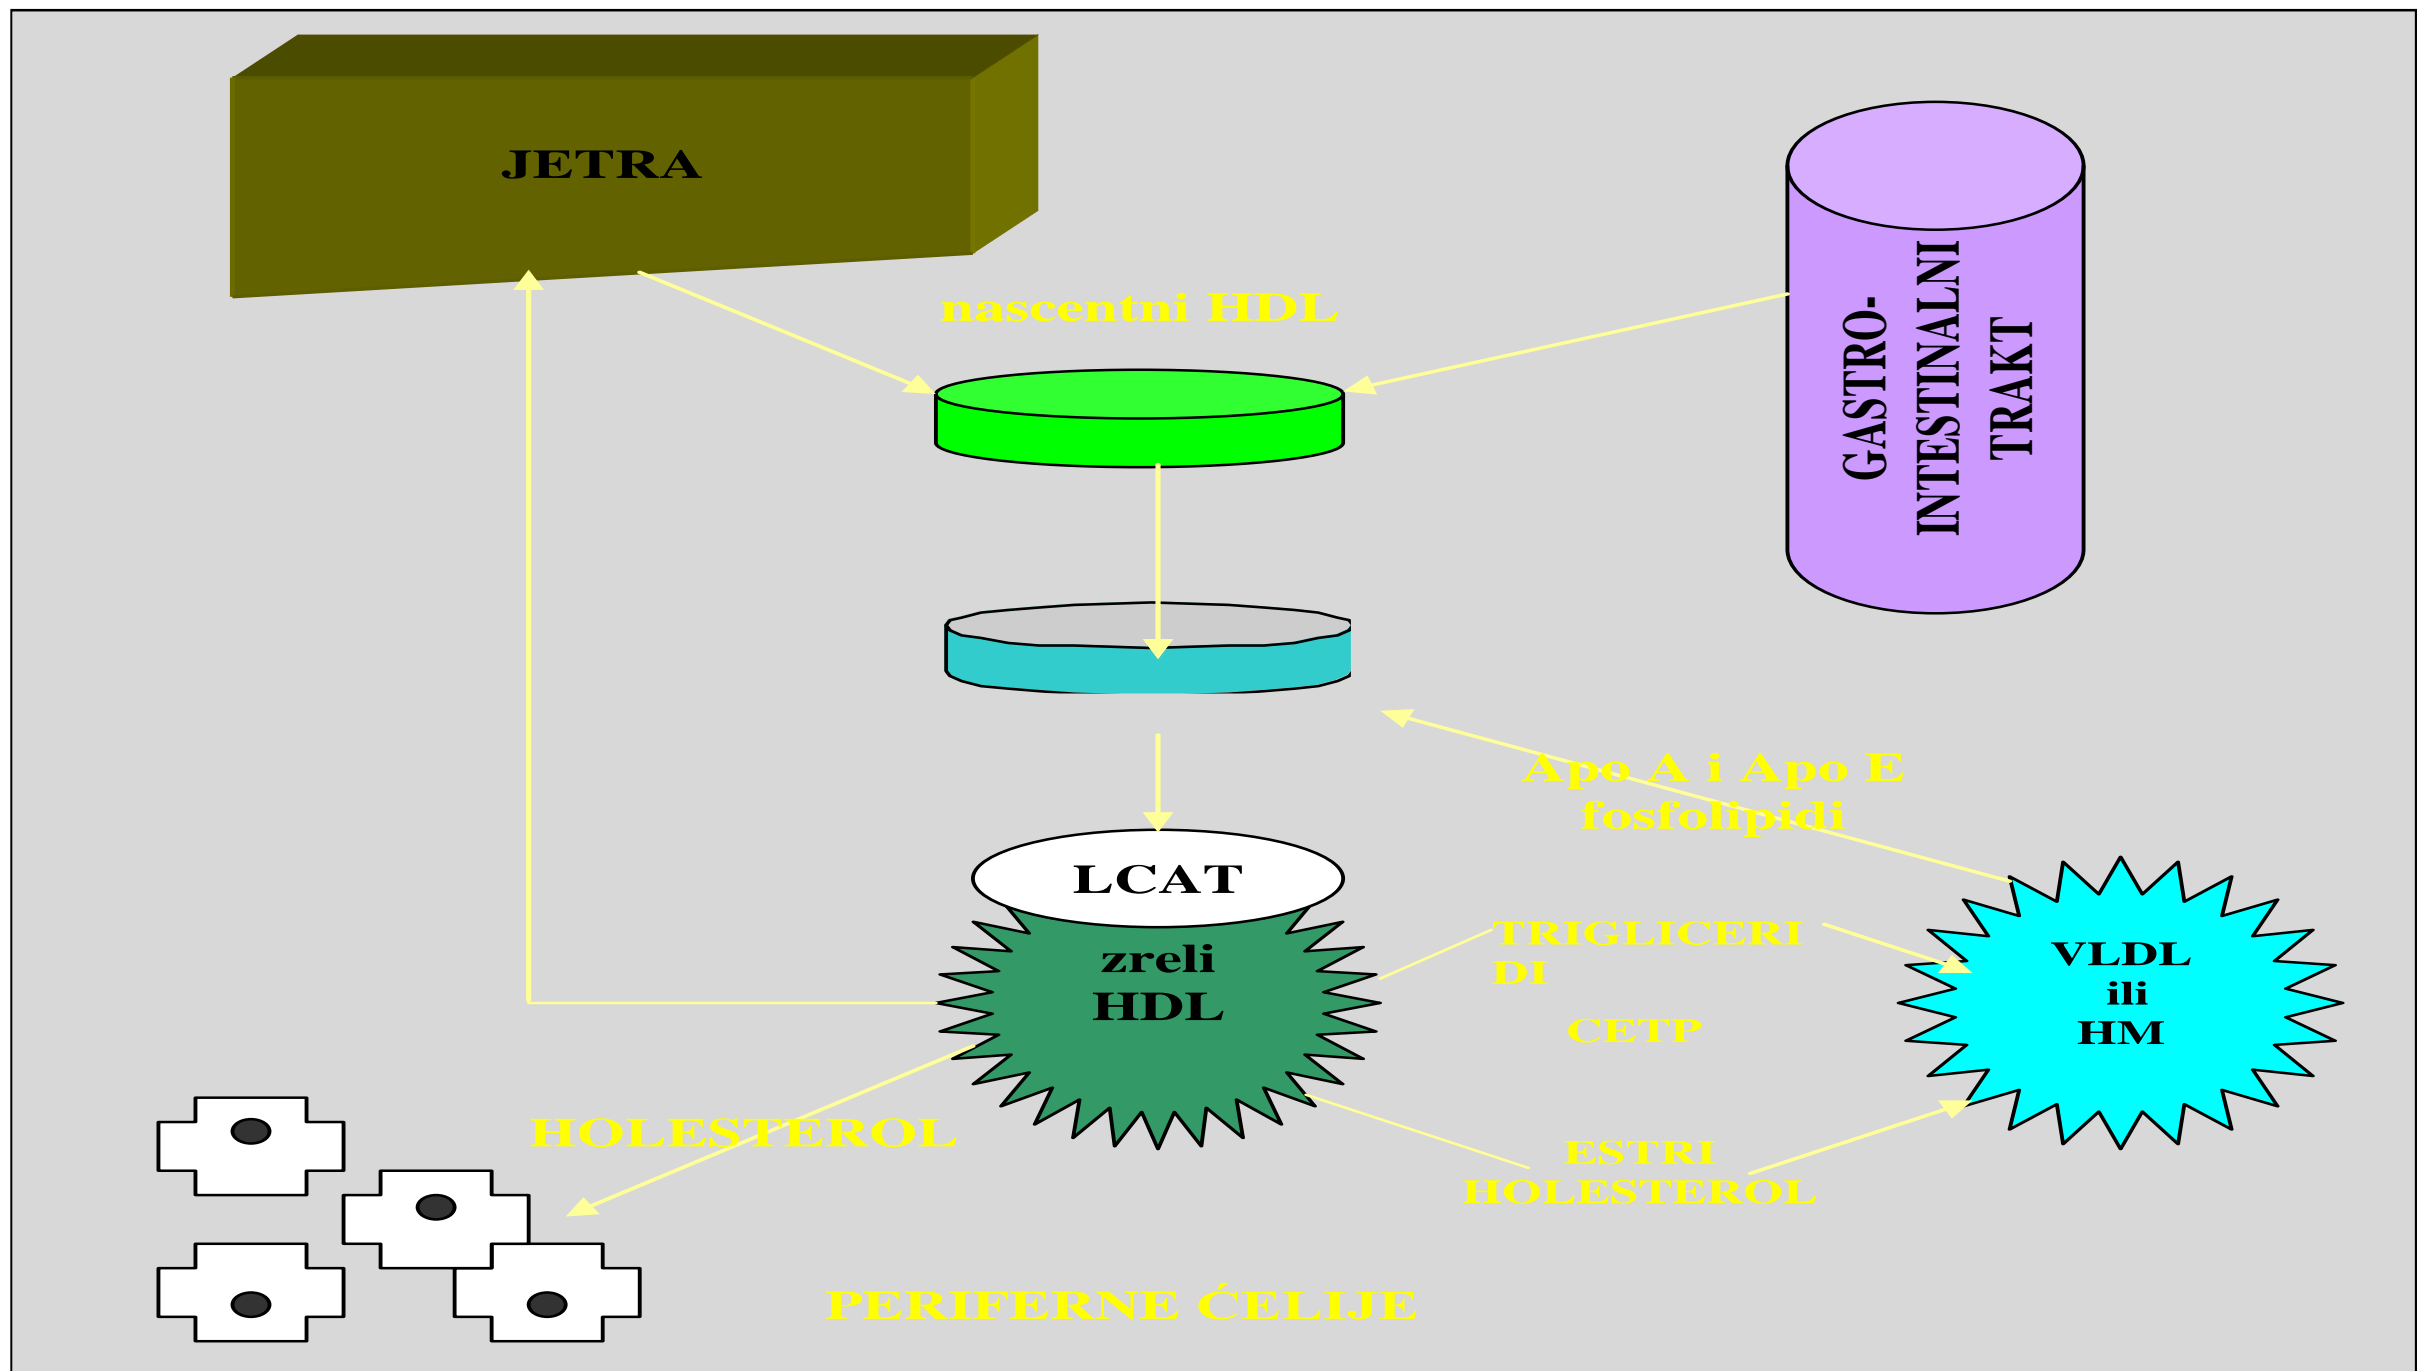 JETRA
GASTRO-
INTESTINALNI
TRAKT
nascentni HDL
Apo A i Apo E
fosfolipidi
LCAT
zreli
HDL
TRIGLICERI
DI
CETP
VLDL
ili
HM
HOLESTEROL
ESTRI
HOLESTEROL
PERIFERNE ĆELIJE